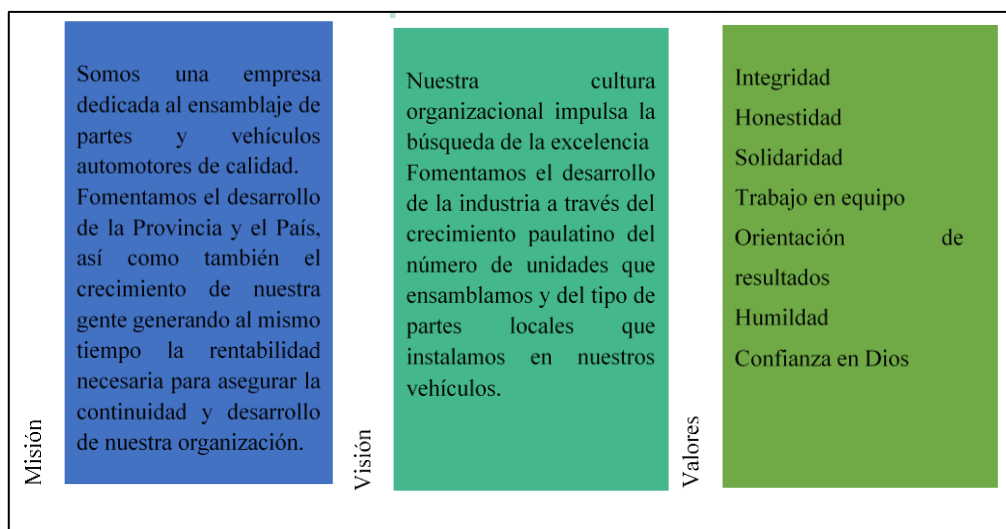 Misión
Somos una empresa
dedicada al ensamblaje de
partes y vehículos
automotores de calidad.
Fomentamos el desarrollo
de la Provincia y el País,
así como también el
crecimiento de nuestra
gente generando al mismo
tiempo la rentabilidad
necesaria para asegurar la
continuidad y desarrollo
de nuestra organización.
Visión
Nuestra cultura
organizacional impulsa la
búsqueda de la excelencia
Fomentamos el desarrollo
de la industria a través del
crecimiento paulatino del
número de unidades que
ensamblamos y del tipo de
partes locales que
instalamos en nuestros
vehículos.
Valores
Integridad
Honestidad
Solidaridad
Trabajo en equipo
Orientación de
resultados
Humildad
Confianza en Dios